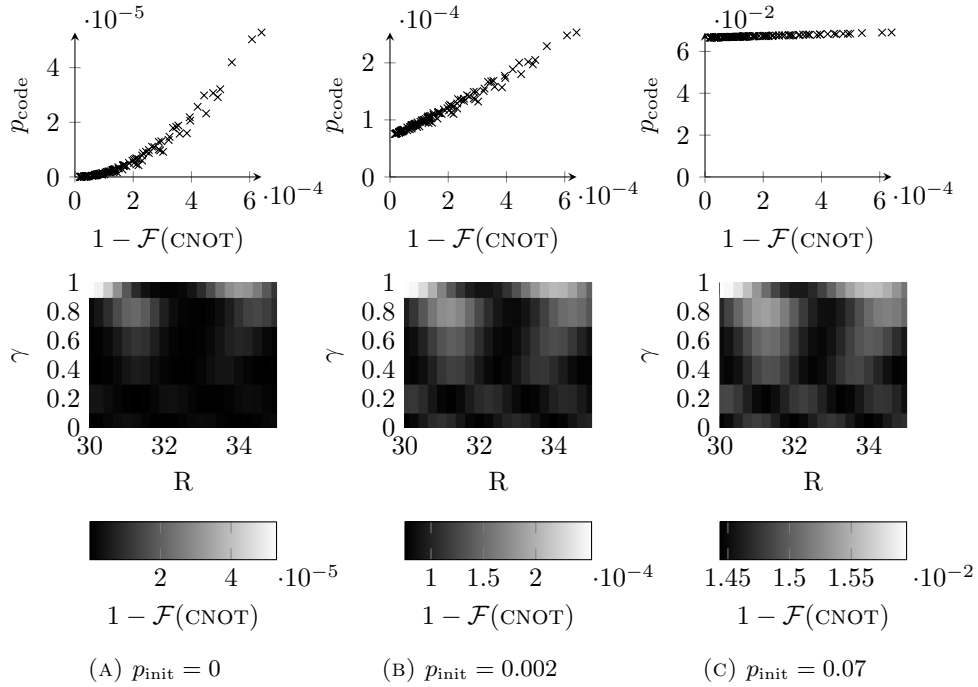 ·10⁻⁵ ·10⁻⁴ ·10⁻²
p_code 4 2 0
p_code 2·10⁻⁴ 1·10⁻⁴ 0
p_code 6 4 2 0
0 2 4 6 ·10⁻⁴
0 2 4 6 ·10⁻⁴
0 2 4 6 ·10⁻⁴
1 − F(CNOT) 1 − F(CNOT) 1 − F(CNOT)
γ 1 0.8 0.6 0.4 0.2 0
γ 1 0.8 0.6 0.4 0.2 0
γ 1 0.8 0.6 0.4 0.2 0
30 32 34 30 32 34 30 32 34
R R R
2 4 ·10⁻⁵
1 1.5 2 ·10⁻⁴
1.45 1.5 1.55 ·10⁻²
1 − F(CNOT) 1 − F(CNOT) 1 − F(CNOT)
(A) p_init = 0 (B) p_init = 0.002 (C) p_init = 0.07